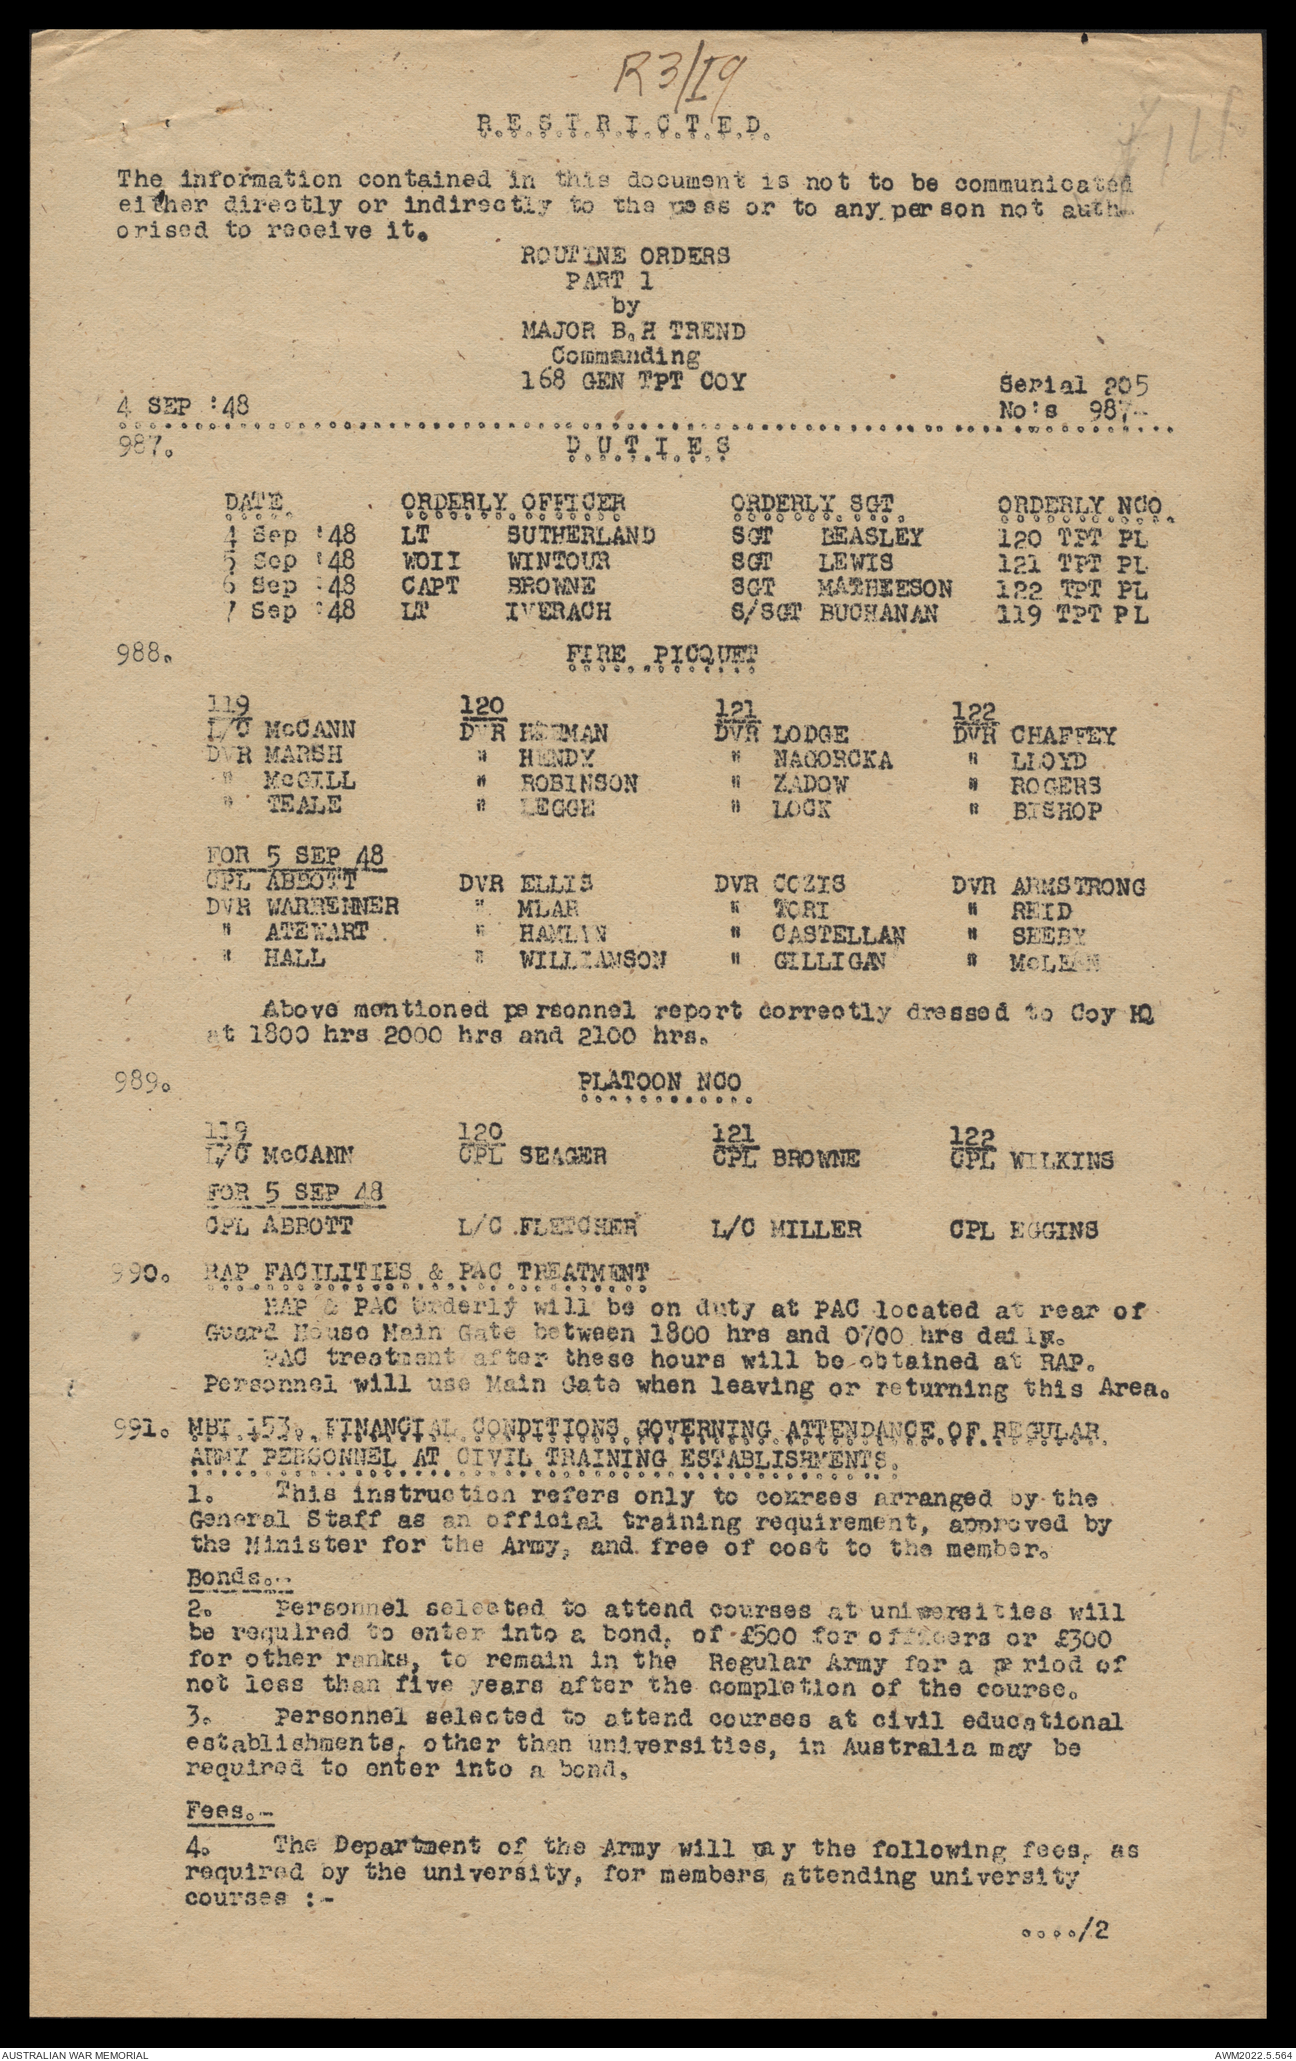 R3/I9
R.E.S.T.R.I.C.T.E.D.
The information contained in this document is not to be communicated
either directly or indirectly to the pess or to any person not auth-
orised to receive it.
ROUTINE ORDERS
PART 1
by
MAJOR B.H TREND
Commanding
168 GEN TPT COY
Serial 205
4 SEP :48
No:s 987-
987.
D.U.T.I.E.S
DATE ORDERLY OFFICER ORDERLY SGT ORDERLY NCO
4 Sep :48 LT SUTHERLAND SGT BEASLEY 120 TPT PL
5 Sep :48 WOII WINTOUR SGT LEWIS 121 TPT PL
6 Sep :48 CAPT BROWNE SGT MATHEESON 122 TPT PL
7 Sep :48 LT IVERACH S/SGT BUCHANAN 119 TPT PL
988. FIRE PICQUET
119 120 121 122
L/C McCANN DVR LODGE DVR CHAFFEY
DVR MARSH " HENDY " NAGORCKA " LLOYD
" McGILL " ROBINSON " ZADOW " ROGERS
" TEALE " LEGGE " LOCK " BISHOP
FOR 5 SEP 48
CPL ABBOTT DVR ELLIS DVR COZIS DVR ARMSTRONG
DVR WARRENNER " MLAR " TORI " REID
" ATEWART " HAMLYN " CASTELLAN " SEEBY
" HALL " WILLIAMSON " GILLIGAN " McLEAN
Above mentioned personnel report correctly dressed to Coy HQ
at 1800 hrs 2000 hrs and 2100 hrs.
989. PLATOON NCO
119 120 121 122
L/C McCANN CPL SEAGER CPL BROWNE CPL WILKINS
FOR 5 SEP 48
CPL ABBOTT L/C FLETCHER L/C MILLER CPL EGGINS
990. RAP FACILITIES & PAC TREATMENT
RAP & PAC Orderly will be on duty at PAC located at rear of
Guard House Main Gate between 1800 hrs and 0700 hrs daily.
PAC treatment after these hours will be obtained at RAP.
Personnel will use Main Gate when leaving or returning this Area.
991. MBI 153. FINANCIAL CONDITIONS GOVERNING ATTENDANCE OF REGULAR
ARMY PERSONNEL AT CIVIL TRAINING ESTABLISHMENTS.
1. This instruction refers only to courses arranged by the
General Staff as an official training requirement, approved by
the Minister for the Army, and free of cost to the member.
Bonds.-
2. Personnel selected to attend courses at universities will
be required to enter into a bond, of £500 for officers or £300
for other ranks, to remain in the Regular Army for a period of
not less than five years after the completion of the course.
3. Personnel selected to attend courses at civil educational
establishments, other than universities, in Australia may be
required to enter into a bond,
Fees.-
4. The Department of the Army will pay the following fees, as
required by the university, for members attending university
courses :-
..../2
AUSTRALIAN WAR MEMORIAL
AWM2022.5.564